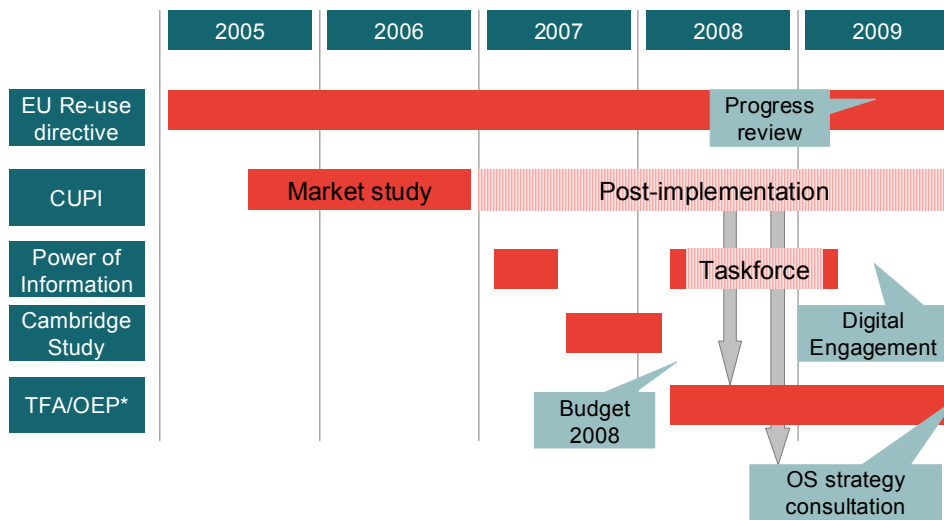 2005 2006 2007 2008 2009
EU Re-use
directive
Progress
review
CUPI
Market study
Post-implementation
Power of
Information
Taskforce
Cambridge
Study
Digital
Engagement
TFA/OEP*
Budget
2008
OS strategy
consultation